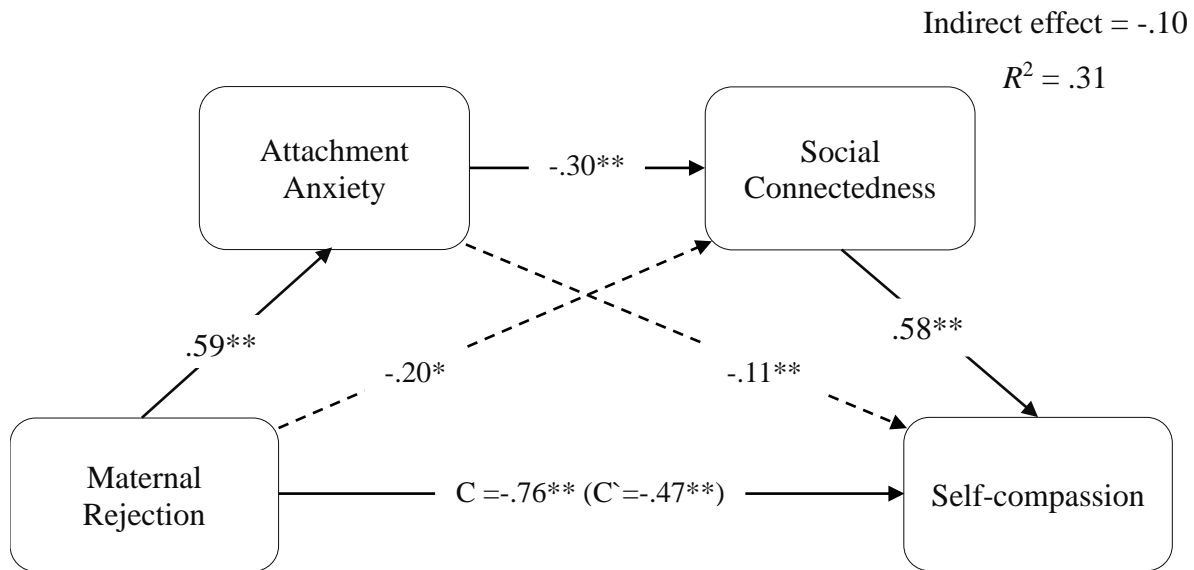 Indirect effect = -.10
R² = .31
Attachment
Anxiety
-.30**
Social
Connectedness
.59**
-.20*
-.11**
.58**
Maternal
Rejection
C =-.76** (C`=-.47**)
Self-compassion